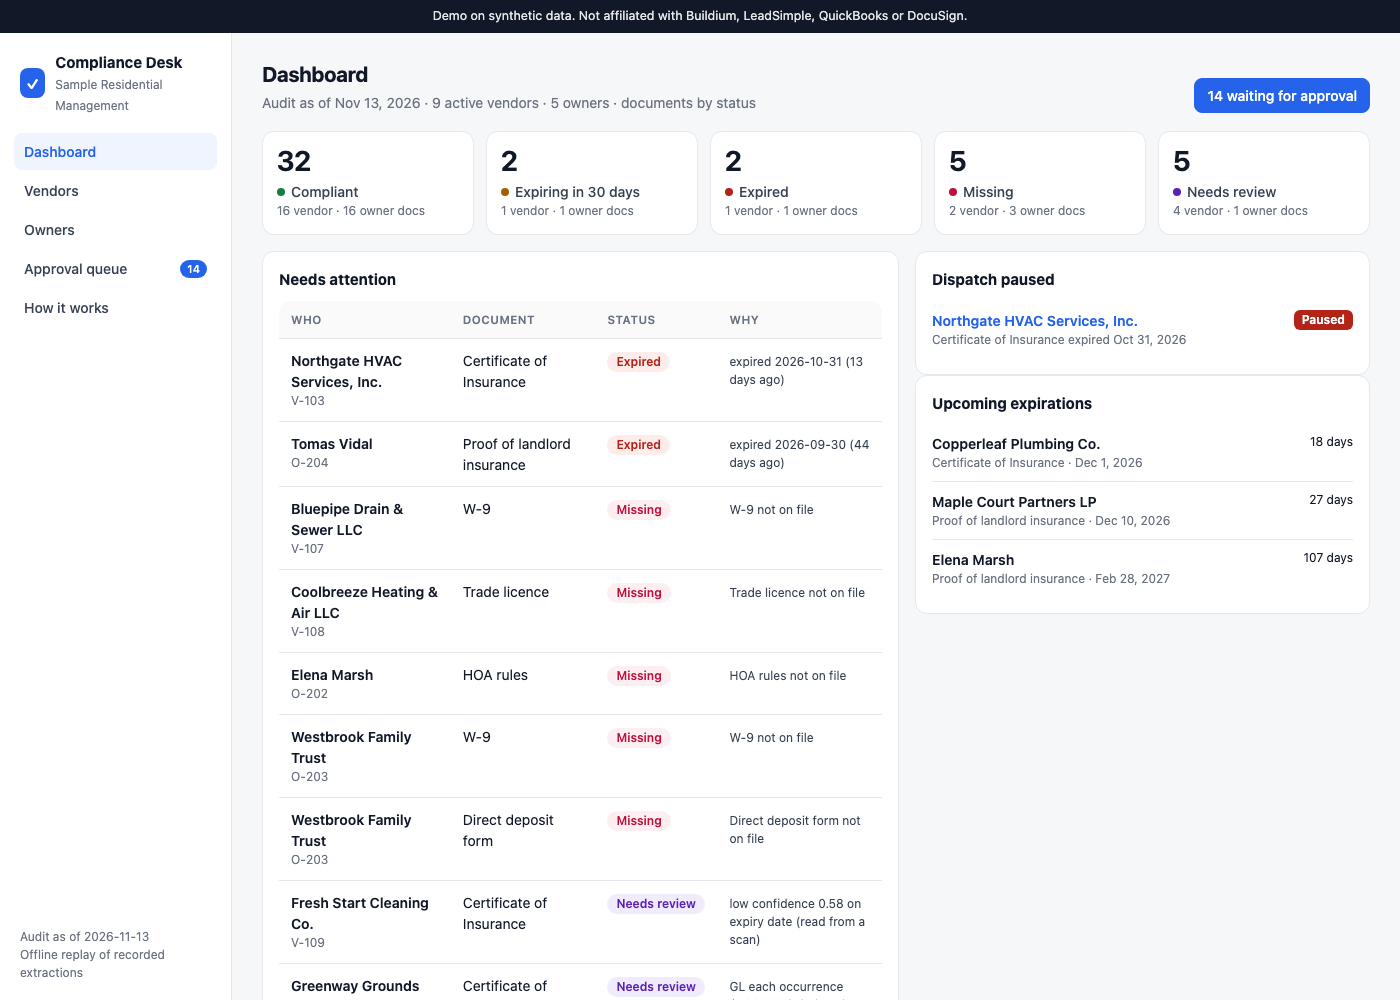 Demo on synthetic data. Not affiliated with Buildium, LeadSimple, QuickBooks or DocuSign.
Compliance Desk
Sample Residential
Management
Dashboard
Vendors
Owners
Approval queue 14
How it works
Audit as of 2026-11-13
Offline replay of recorded
extractions
Dashboard
Audit as of Nov 13, 2026 · 9 active vendors · 5 owners · documents by status
14 waiting for approval
32
Compliant
16 vendor · 16 owner docs
2
Expiring in 30 days
1 vendor · 1 owner docs
2
Expired
1 vendor · 1 owner docs
5
Missing
2 vendor · 3 owner docs
5
Needs review
4 vendor · 1 owner docs
Needs attention
WHO DOCUMENT STATUS WHY
Northgate HVAC Certificate of Expired expired 2026-10-31 (13
Services, Inc. Insurance days ago)
V-103
Tomas Vidal Proof of landlord Expired expired 2026-09-30 (44
O-204 insurance days ago)
Bluepipe Drain & W-9 Missing W-9 not on file
Sewer LLC
V-107
Coolbreeze Heating & Trade licence Missing Trade licence not on file
Air LLC
V-108
Elena Marsh HOA rules Missing HOA rules not on file
O-202
Westbrook Family W-9 Missing W-9 not on file
Trust
O-203
Westbrook Family Direct deposit Missing Direct deposit form not
Trust form on file
O-203
Fresh Start Cleaning Certificate of Needs review low confidence 0.58 on
Co. Insurance expiry date (read from a
V-109 scan)
Greenway Grounds Certificate of Needs review GL each occurrence
Dispatch paused
Northgate HVAC Services, Inc. Paused
Certificate of Insurance expired Oct 31, 2026
Upcoming expirations
Copperleaf Plumbing Co. 18 days
Certificate of Insurance · Dec 1, 2026
Maple Court Partners LP 27 days
Proof of landlord insurance · Dec 10, 2026
Elena Marsh 107 days
Proof of landlord insurance · Feb 28, 2027